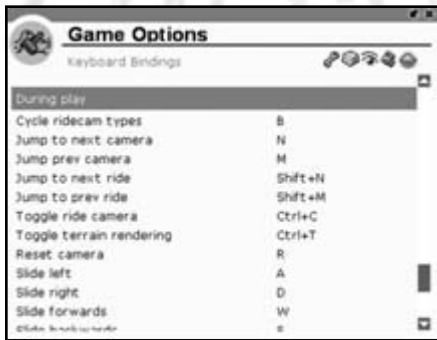 Game Options
Keyboard Bindings
During play
Cycle ridecam types B
Jump to next camera N
Jump prev camera M
Jump to next ride Shift+N
Jump to prev ride Shift+M
Toggle ride camera Ctrl+C
Toggle terrain rendering Ctrl+T
Reset camera R
Slide left A
Slide right D
Slide forwards W
Slide backwards S